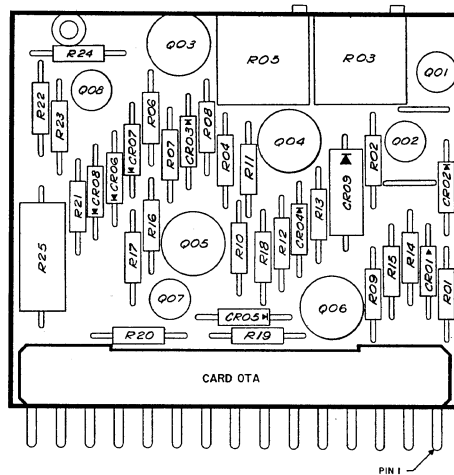 R24
Q03
R05
R03
Q01
R22
R23
Q08
R06
R07
CR03
R08
R04
R11
Q04
R02
Q02
CR09
CR02
CR07
CR06
CR08
R21
R16
R17
R25
Q05
Q07
R10
R18
R12
CR04
R13
Q06
R09
R15
R14
CR01
R01
CR05
R20
R19
CARD OTA
PIN 1